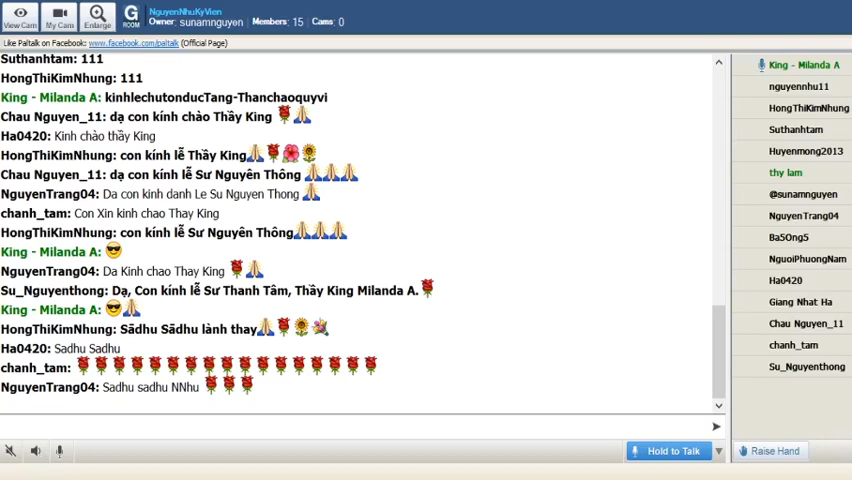 View Cam
My Cam
Enlarge
G
ROOM
NguyenNhuKyVien
Owner: sunamnguyen Members: 15 Cams: 0
Like Paltalk on Facebook: www.facebook.com/paltalk (Official Page)
Suthanhtam: 111
HongThiKimNhung: 111
King - Milanda A: kinhlechutonducTang-Thanchaoquyvi
Chau Nguyen_11: dạ con kính chào Thầy King
Ha0420: Kinh chào thầy King
HongThiKimNhung: con kính lễ Thầy King
Chau Nguyen_11: dạ con kính lễ Sư Nguyên Thông
NguyenTrang04: Da con kinh danh Le Su Nguyen Thong
chanh_tam: Con Xin kinh chao Thay King
HongThiKimNhung: con kính lễ Sư Nguyên Thông
King - Milanda A:
NguyenTrang04: Da Kinh chao Thay King
Su_Nguyenthong: Dạ, Con kính lễ Sư Thanh Tâm, Thầy King Milanda A.
King - Milanda A:
HongThiKimNhung: Sādhu Sādhu lành thay
Ha0420: Sadhu Sadhu
chanh_tam:
NguyenTrang04: Sadhu sadhu NNhu
Hold to Talk
King - Milanda A
nguyennhu11
HongThiKimNhung
Suthanhtam
Huyenmong2013
thy lam
@sunamnguyen
NguyenTrang04
BaSOng5
NguoiPhuongNam
Ha0420
Giang Nhat Ha
Chau Nguyen_11
chanh_tam
Su_Nguyenthong
Raise Hand